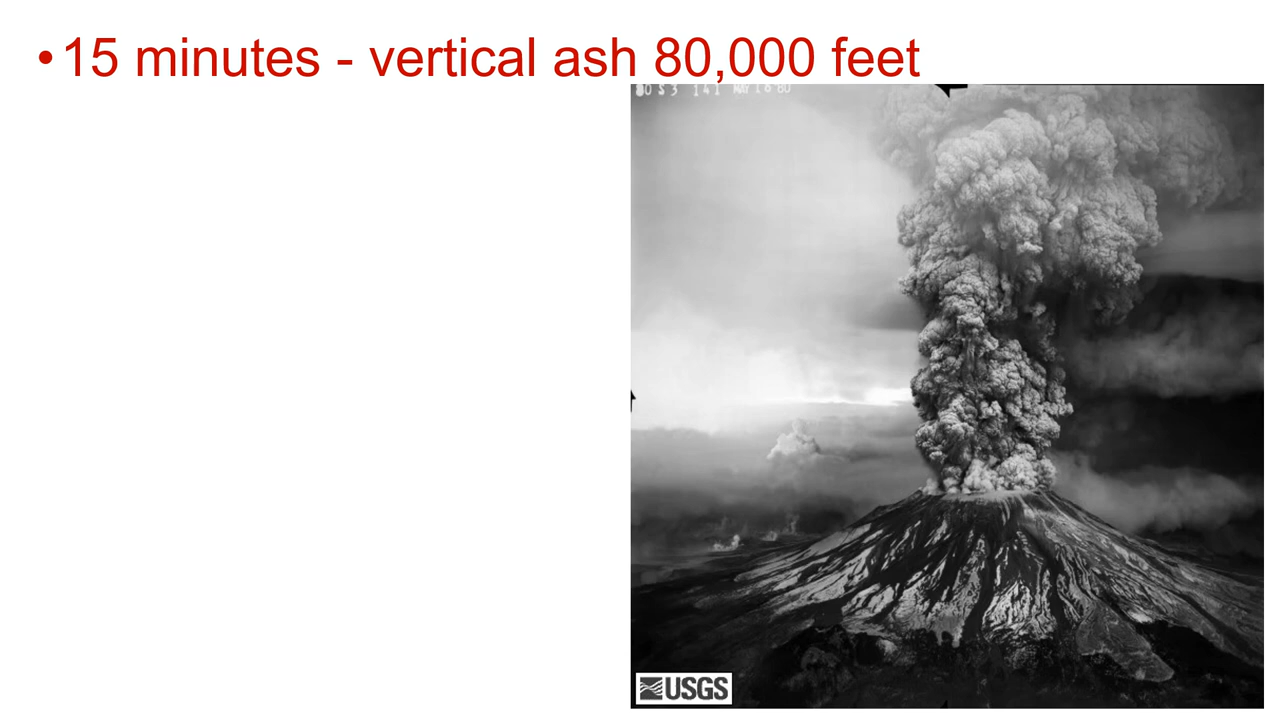 •15 minutes - vertical ash 80,000 feet
USGS